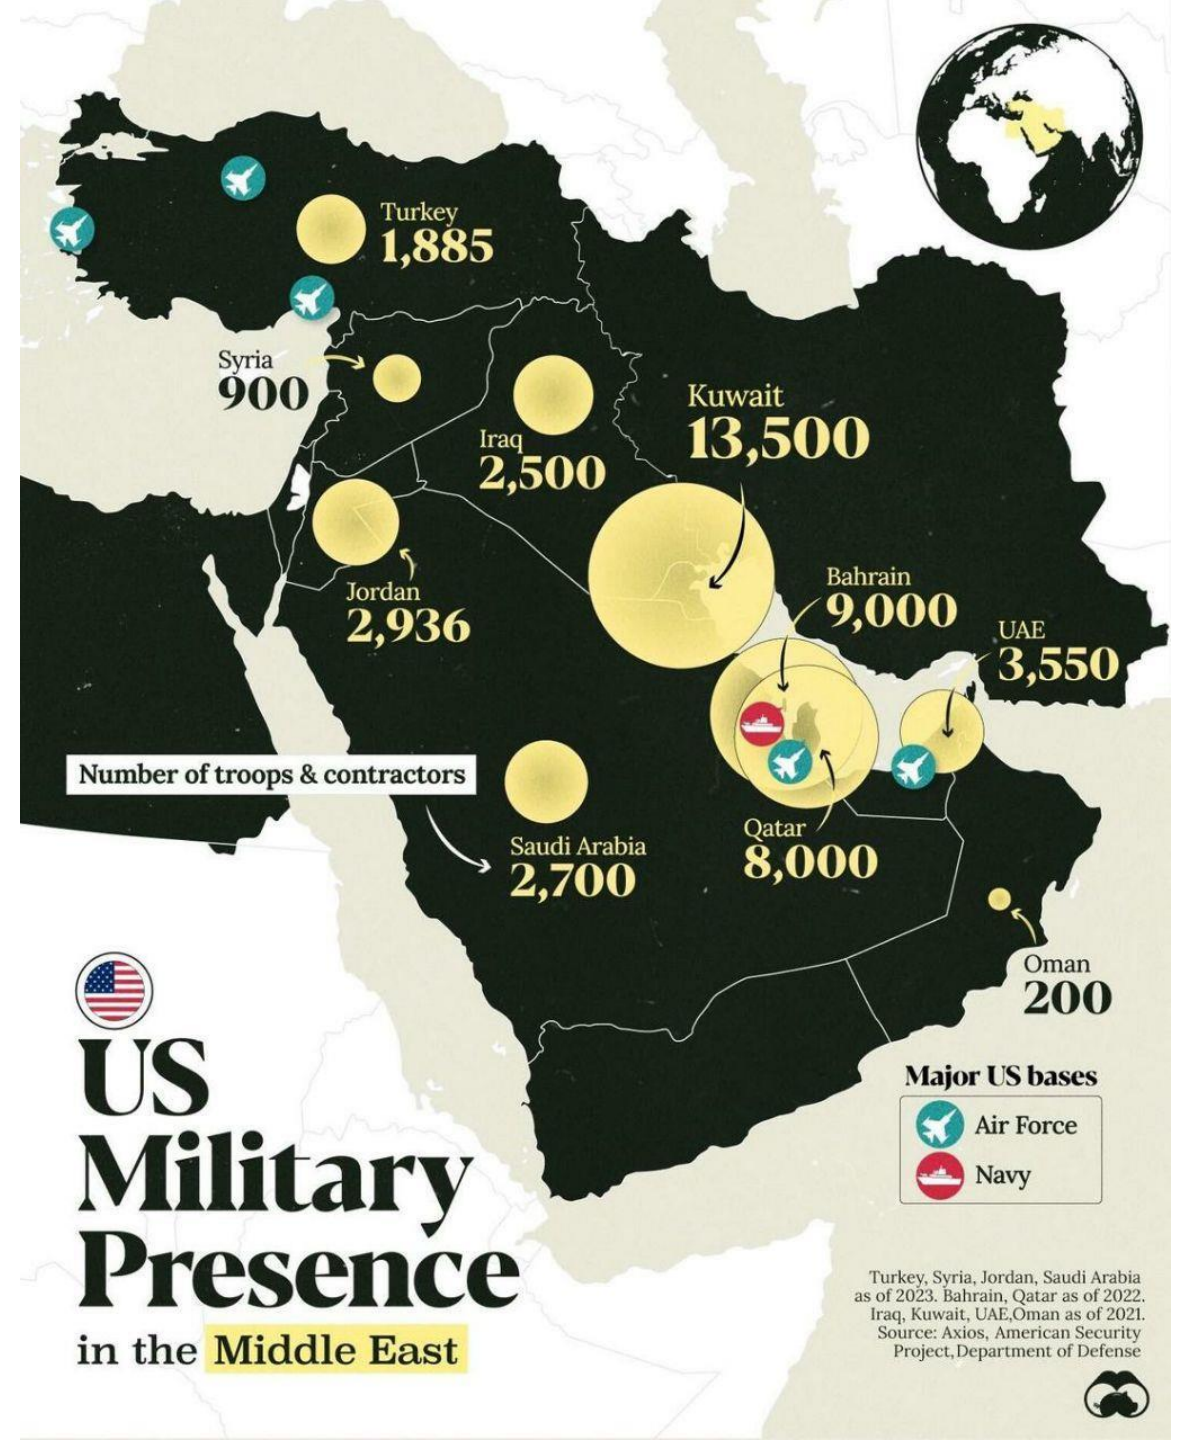 Turkey
1,885
Syria
900
Kuwait
13,500
Iraq
2,500
Bahrain
9,000
Jordan
2,936
UAE
3,550
Number of troops & contractors
Qatar
8,000
Saudi Arabia
2,700
Oman
200
US
Military
Presence
in the Middle East
Major US bases
Air Force
Navy
Turkey, Syria, Jordan, Saudi Arabia
as of 2023. Bahrain, Qatar as of 2022.
Iraq, Kuwait, UAE,Oman as of 2021.
Source: Axios, American Security
Project,Department of Defense